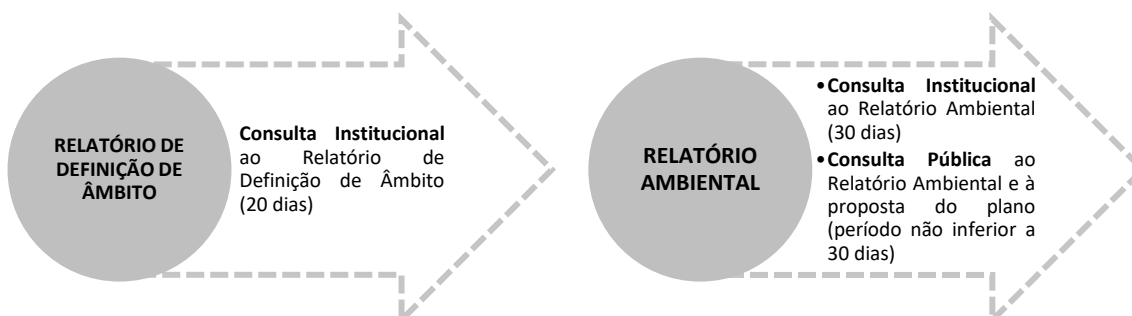 RELATÓRIO DE
DEFINIÇÃO DE
ÂMBITO
Consulta Institucional
ao Relatório de
Definição de Âmbito
(20 dias)
RELATÓRIO
AMBIENTAL
•Consulta Institucional
ao Relatório Ambiental
(30 dias)
•Consulta Pública ao
Relatório Ambiental e à
proposta do plano
(período não inferior a
30 dias)